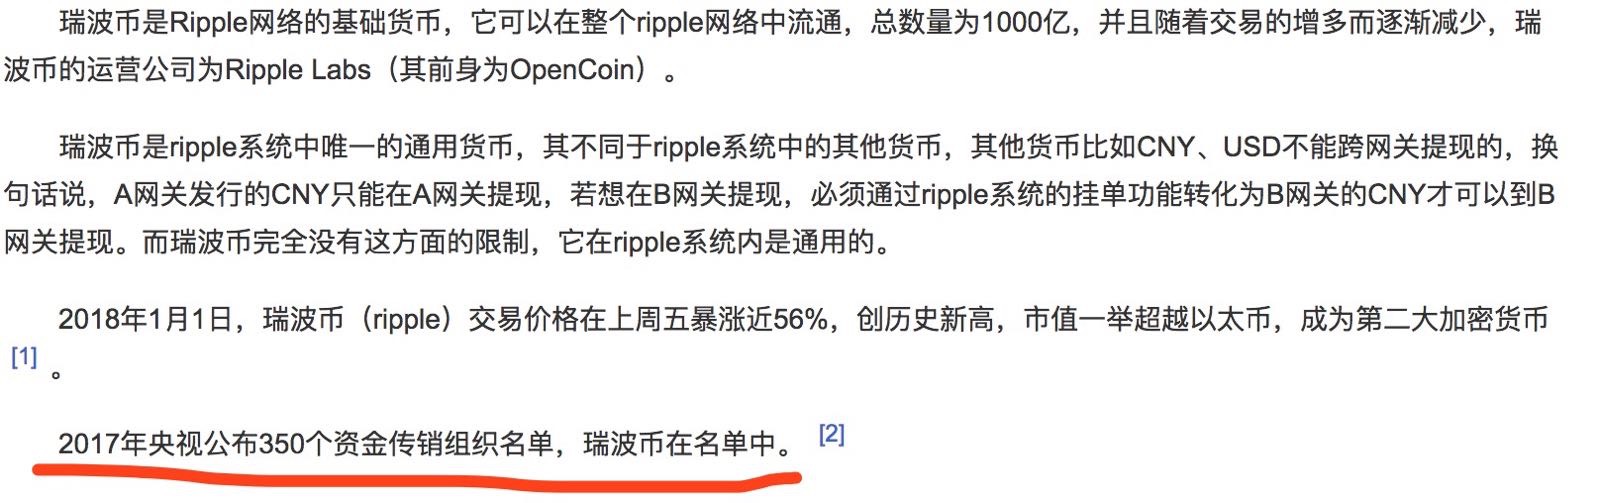 瑞波币是Ripple网络的基础货币，它可以在整个ripple网络中流通，总数量为1000亿，并且随着交易的增多而逐渐减少，瑞
波币的运营公司为Ripple Labs（其前身为OpenCoin）。
瑞波币是ripple系统中唯一的通用货币，其不同于ripple系统中的其他货币，其他货币比如CNY、USD不能跨网关提现的，换
句话说，A网关发行的CNY只能在A网关提现，若想在B网关提现，必须通过ripple系统的挂单功能转化为B网关的CNY才可以到B
网关提现。而瑞波币完全没有这方面的限制，它在ripple系统内是通用的。
2018年1月1日，瑞波币（ripple）交易价格在上周五暴涨近56%，创历史新高，市值一举超越以太币，成为第二大加密货币
[1] 。
2017年央视公布350个资金传销组织名单，瑞波币在名单中。 [2]